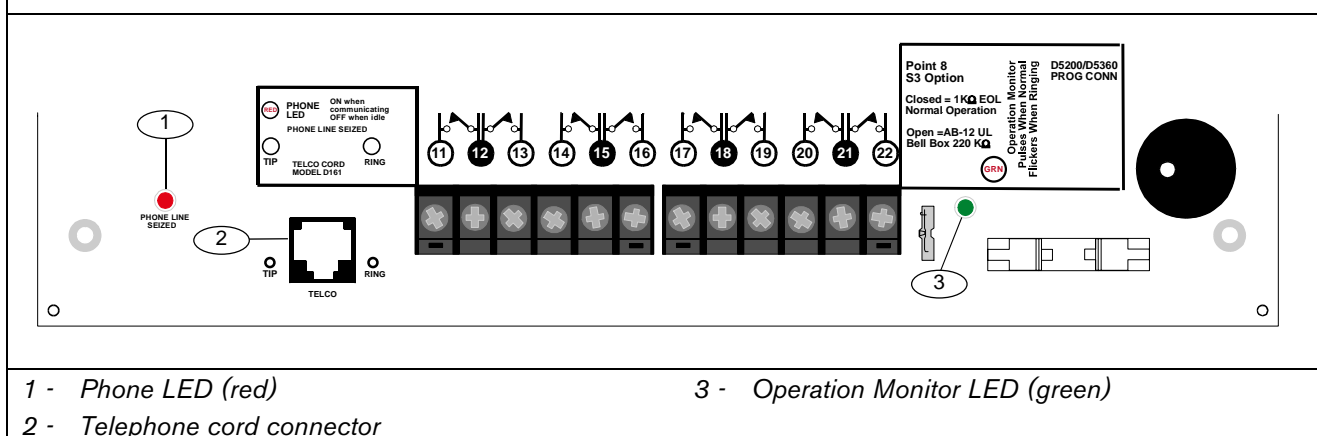 1
PHONE LINE
SEIZED
2
RED
PHONE
LED
ON when
communicating
OFF when idle
PHONE LINE SEIZED
TIP
RING
TELCO CORD
MODEL D161
TIP
RING
TELCO
11 12 13 14 15 16 17 18 19 20 21 22
Point 8
S3 Option
Closed = 1KΩ EOL
Normal Operation
Open =AB-12 UL
Bell Box 220 KΩ
Operation Monitor
Pulses When Normal
Flickers When Ringing
GRN
D5200/D5360
PROG CONN
3
1 - Phone LED (red)
2 - Telephone cord connector
3 - Operation Monitor LED (green)